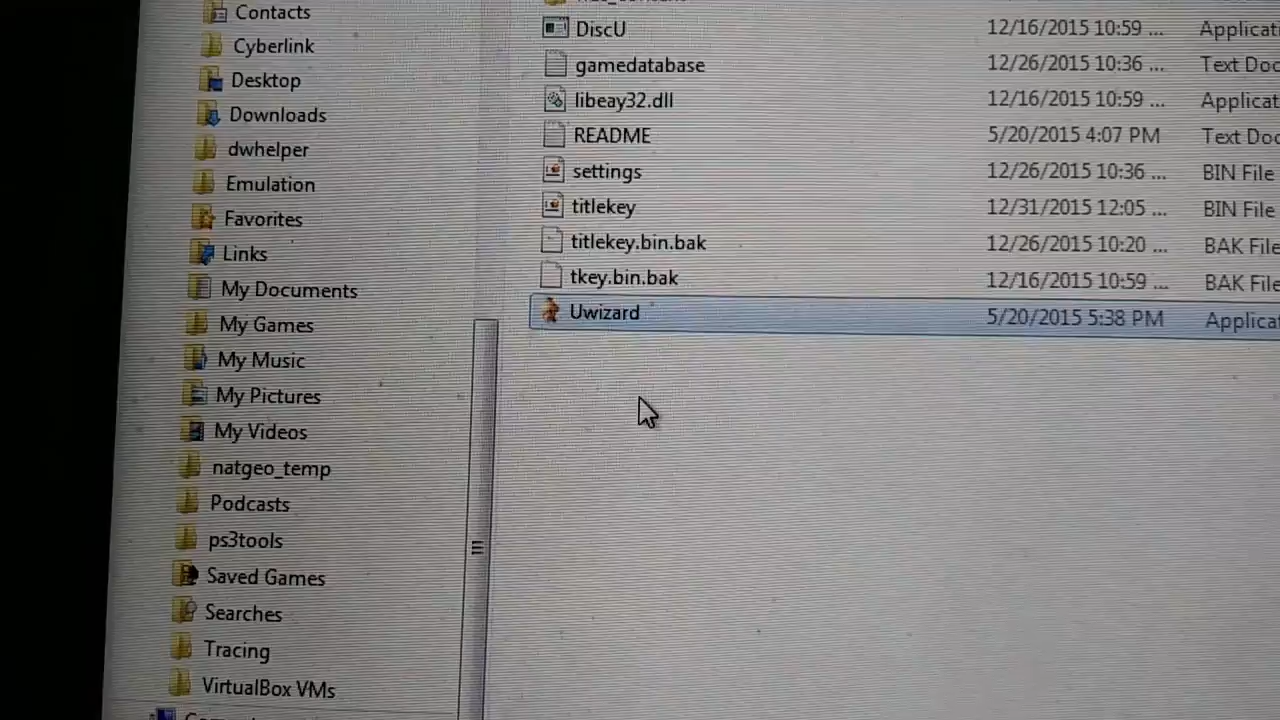 Contacts
Cyberlink
Desktop
Downloads
dwhelper
Emulation
Favorites
Links
My Documents
My Games
My Music
My Pictures
My Videos
natgeo_temp
Podcasts
ps3tools
Saved Games
Searches
Tracing
VirtualBox VMs
DiscU 12/16/2015 10:59 ... Applicat
gamedatabase 12/26/2015 10:36 ... Text Doc
libeay32.dll 12/16/2015 10:59 ... Applicat
README 5/20/2015 4:07 PM Text Doc
settings 12/26/2015 10:36 ... BIN File
titlekey 12/31/2015 12:05 ... BIN File
titlekey.bin.bak 12/26/2015 10:20 ... BAK File
tkey.bin.bak 12/16/2015 10:59 ... BAK File
Uwizard 5/20/2015 5:38 PM Applica